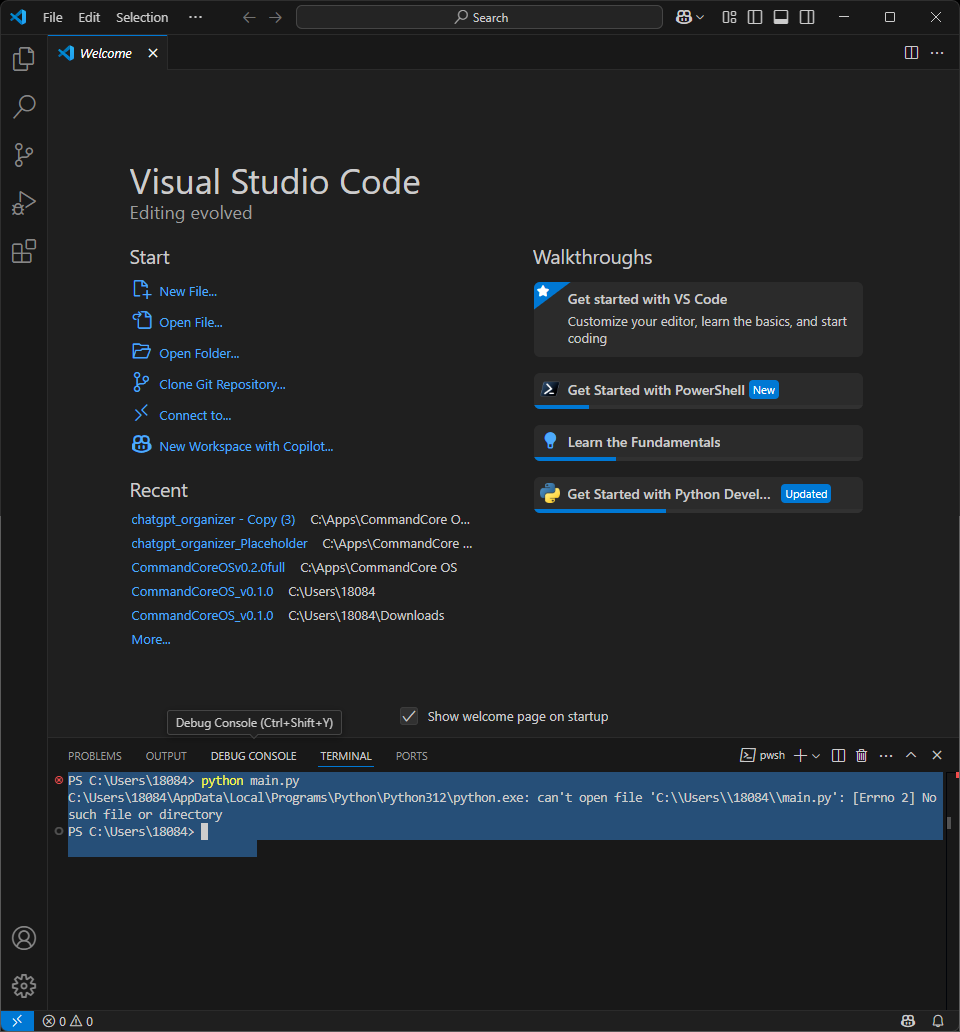 File Edit Selection ··· Search
Welcome
Visual Studio Code
Editing evolved
Start
New File...
Open File...
Open Folder...
Clone Git Repository...
Connect to...
New Workspace with Copilot...
Recent
chatgpt_organizer - Copy (3) C:\Apps\CommandCore O...
chatgpt_organizer_Placeholder C:\Apps\CommandCore ...
CommandCoreOSv0.2.0full C:\Apps\CommandCore OS
CommandCoreOS_v0.1.0 C:\Users\18084
CommandCoreOS_v0.1.0 C:\Users\18084\Downloads
More...
Walkthroughs
Get started with VS Code
Customize your editor, learn the basics, and start
coding
Get Started with PowerShell New
Learn the Fundamentals
Get Started with Python Devel... Updated
Show welcome page on startup
Debug Console (Ctrl+Shift+Y)
PROBLEMS OUTPUT DEBUG CONSOLE TERMINAL PORTS pwsh
PS C:\Users\18084> python main.py
C:\Users\18084\AppData\Local\Programs\Python\Python312\python.exe: can't open file 'C:\\Users\\18084\\main.py': [Errno 2] No
such file or directory
PS C:\Users\18084>
0 0